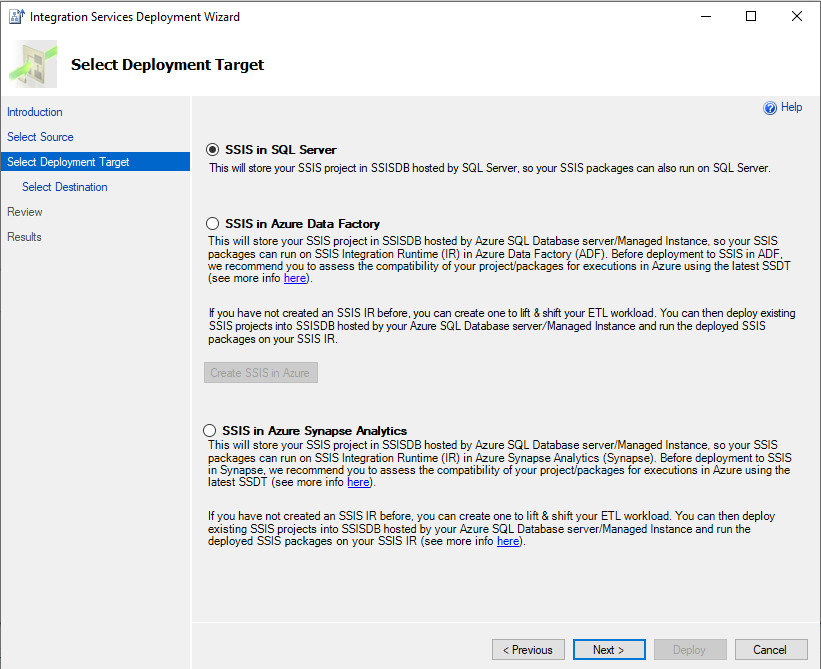 Integration Services Deployment Wizard
Select Deployment Target
Introduction
Select Source
Select Deployment Target
Select Destination
Review
Results
Help
SSIS in SQL Server
This will store your SSIS project in SSISDB hosted by SQL Server, so your SSIS packages can also run on SQL Server.
SSIS in Azure Data Factory
This will store your SSIS project in SSISDB hosted by Azure SQL Database server/Managed Instance, so your SSIS
packages can run on SSIS Integration Runtime (IR) in Azure Data Factory (ADF). Before deployment to SSIS in ADF,
we recommend you to assess the compatibility of your project/packages for executions in Azure using the latest SSDT
(see more info here).
If you have not created an SSIS IR before, you can create one to lift & shift your ETL workload. You can then deploy existing
SSIS projects into SSISDB hosted by your Azure SQL Database server/Managed Instance and run the deployed SSIS
packages on your SSIS IR.
Create SSIS in Azure
SSIS in Azure Synapse Analytics
This will store your SSIS project in SSISDB hosted by Azure SQL Database server/Managed Instance, so your SSIS
packages can run on SSIS Integration Runtime (IR) in Azure Synapse Analytics (Synapse). Before deployment to SSIS
in Synapse, we recommend you to assess the compatibility of your project/packages for executions in Azure using the
latest SSDT (see more info here).
If you have not created an SSIS IR before, you can create one to lift & shift your ETL workload. You can then deploy
existing SSIS projects into SSISDB hosted by your Azure SQL Database server/Managed Instance and run the
deployed SSIS packages on your SSIS IR (see more info here).
< Previous
Next >
Deploy
Cancel